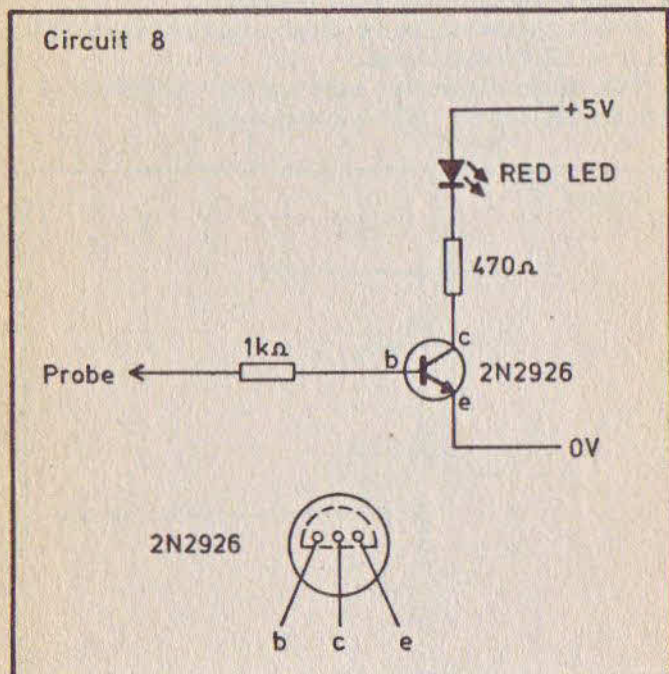 Circuit 8
+5V
RED LED
470Ω
c
1kΩ
b
Probe
2N2926
e
0V
2N2926
b c e